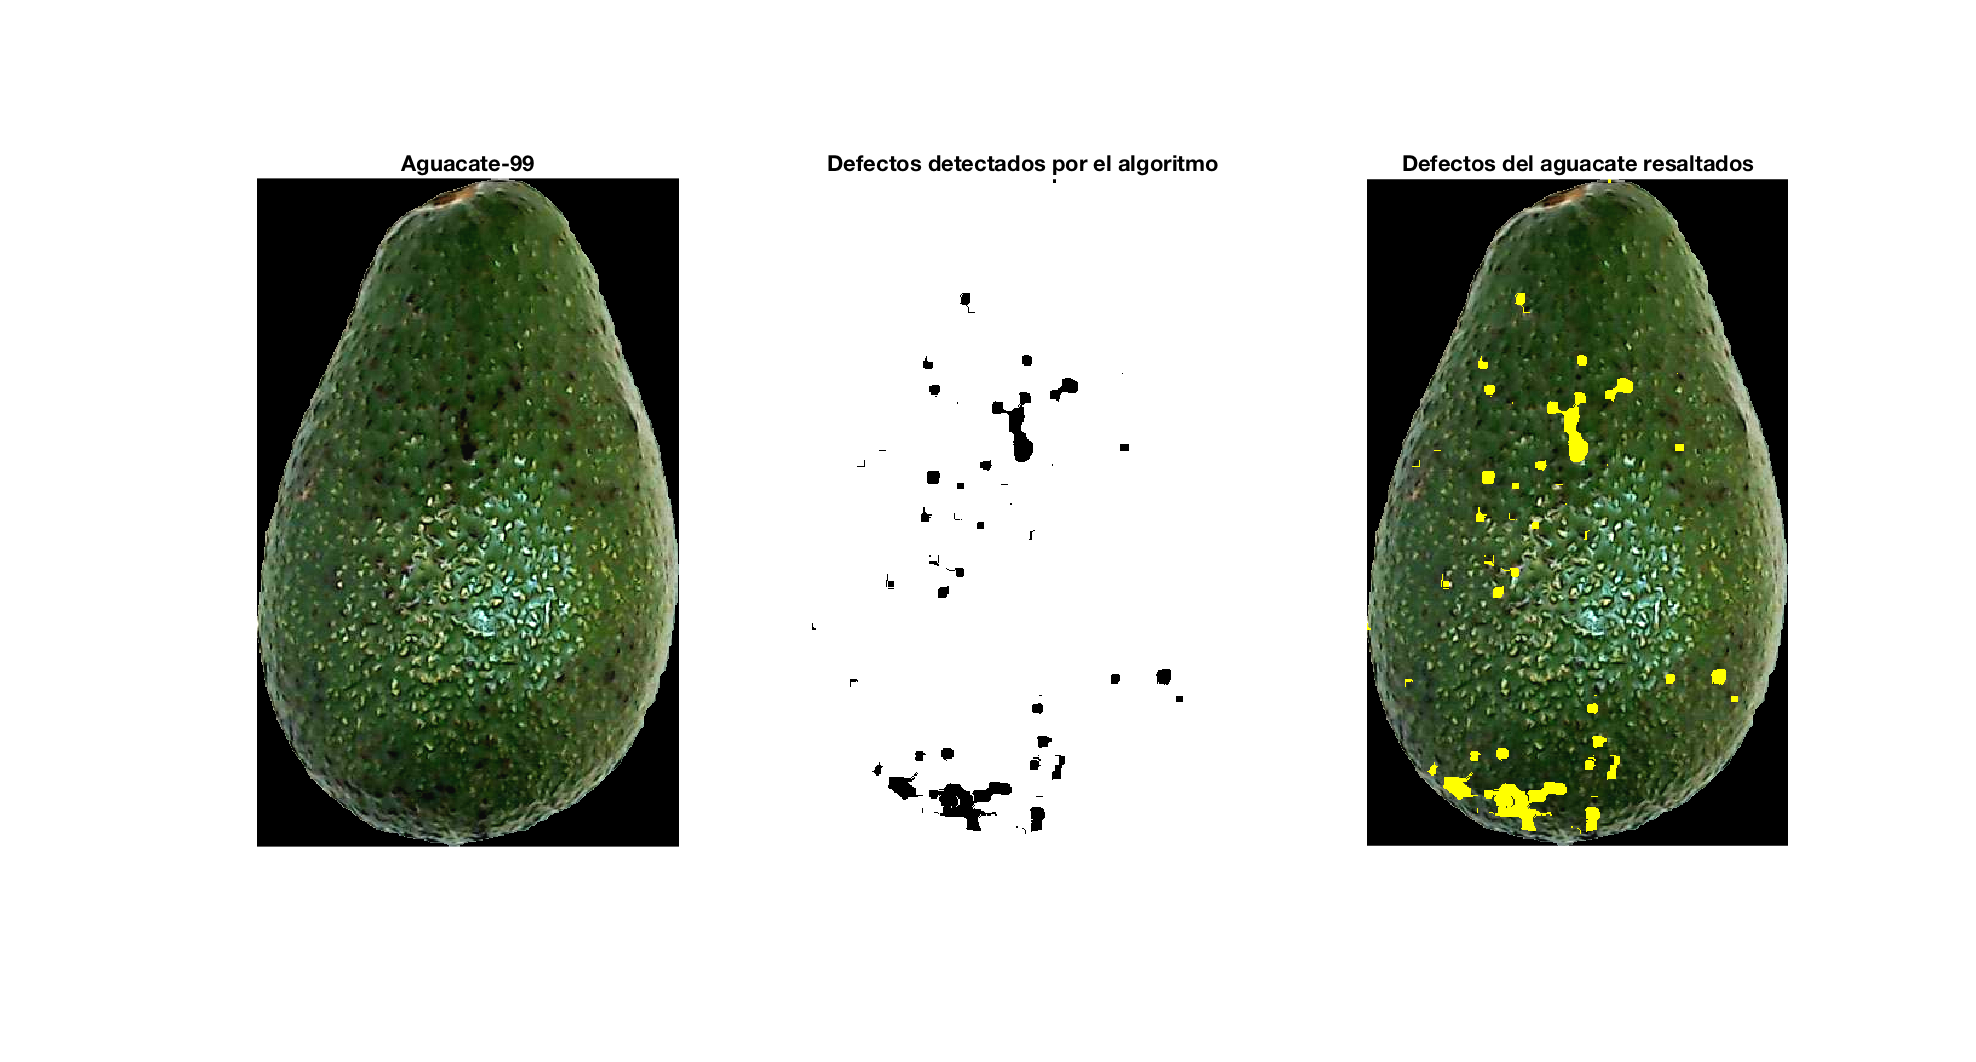 Aguacate-99
Defectos detectados por el algoritmo
Defectos del aguacate resaltados